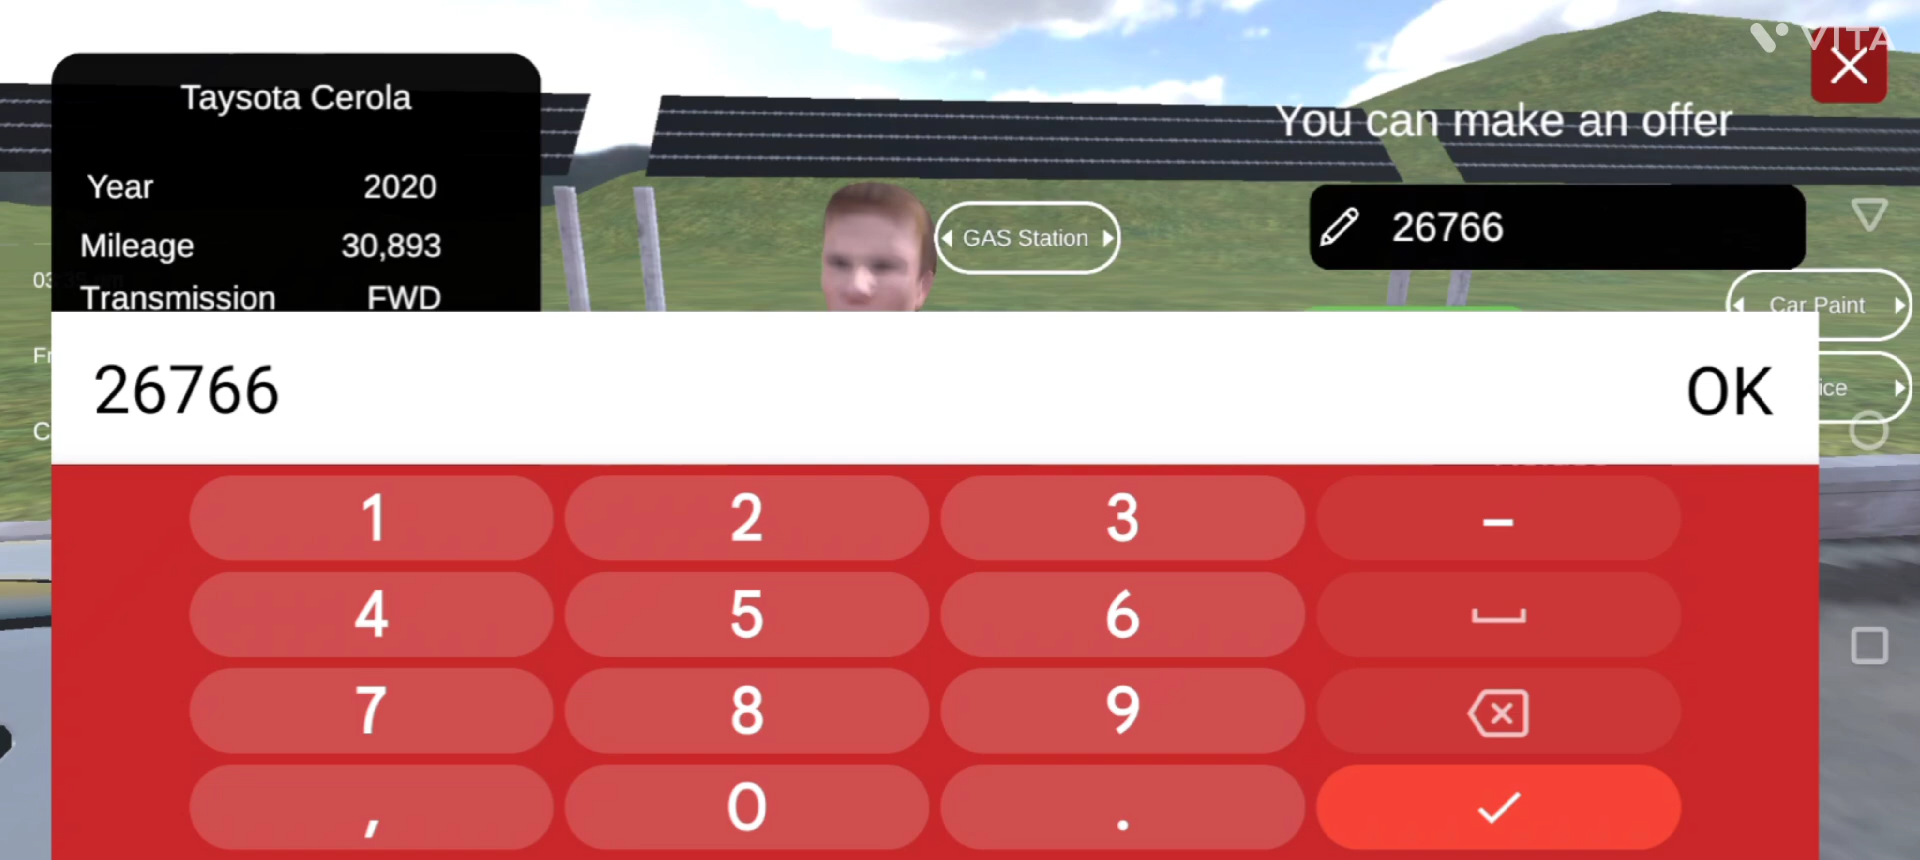 VITA
Taysota Cerola
You can make an offer
Year 2020
26766
Mileage 30,893
GAS Station
Transmission FWD
Car Paint
26766 OK
1 2 3 -
4 5 6
7 8 9
, 0 .